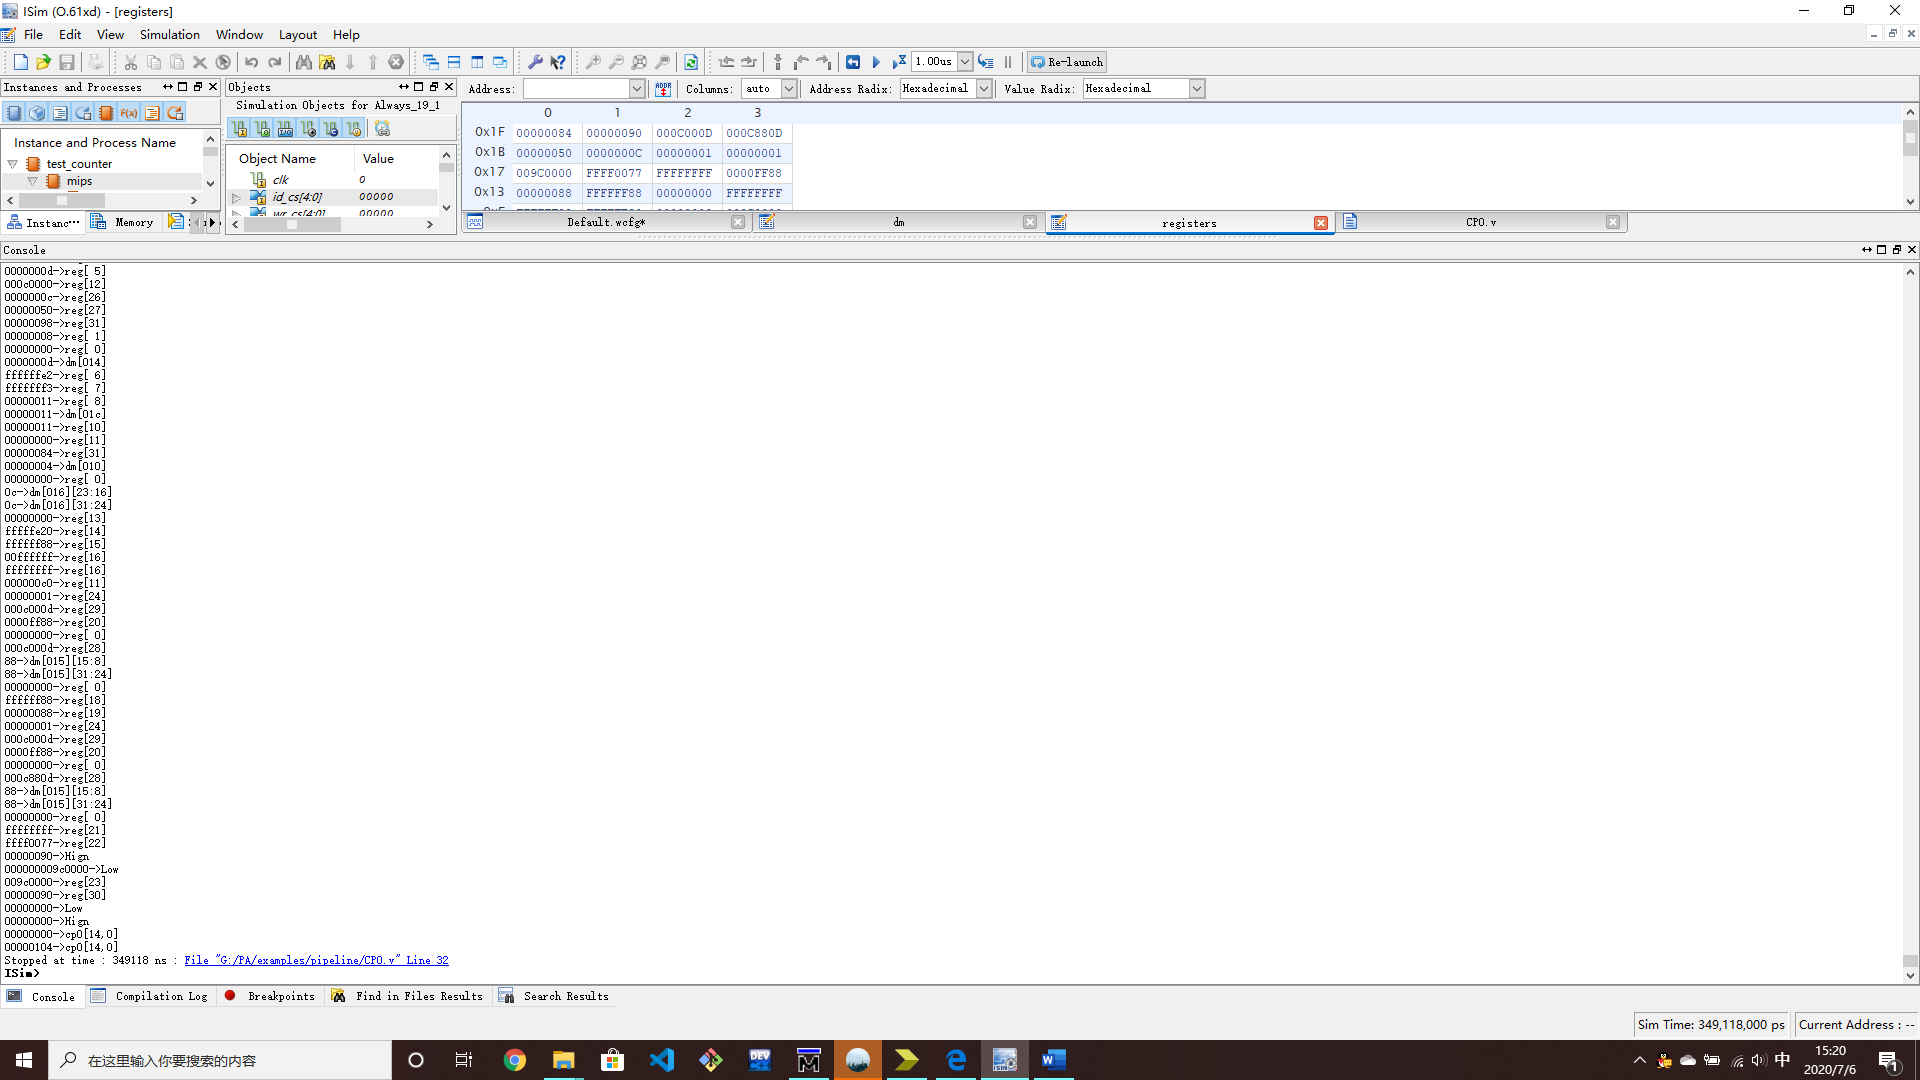 ISim (O.61xd) - [registers]
File Edit View Simulation Window Layout Help
1.00us Re-launch
Instances and Processes
Objects
Simulation Objects for Always_19_1
Instance and Process Name
test_counter
mips
Object Name Value
clk 0
id_cs[4:0] 00000
wr_cs[4:0] 00000
Instanc··· Memory
Address: Columns: auto Address Radix: Hexadecimal Value Radix: Hexadecimal
0 1 2 3
0x1F 00000084 00000090 000C000D 000C880D
0x1B 00000050 0000000C 00000001 00000001
0x17 009C0000 FFFF0077 FFFFFFFF 0000FF88
0x13 00000088 FFFFFF88 00000000 FFFFFFFF
Default.wcfg* dm registers CP0.v
Console
0000000d->reg[ 5]
000c0000->reg[12]
0000000c->reg[26]
00000050->reg[27]
00000098->reg[31]
00000008->reg[ 1]
00000000->reg[ 0]
0000000d->dm[014]
ffffffe2->reg[ 6]
fffffff3->reg[ 7]
00000011->reg[ 8]
00000011->dm[01c]
00000011->reg[10]
00000000->reg[11]
00000084->reg[31]
00000004->dm[010]
00000000->reg[ 0]
0c->dm[016][23:16]
0c->dm[016][31:24]
00000000->reg[13]
fffffe20->reg[14]
ffffff88->reg[15]
00ffffff->reg[16]
ffffffff->reg[16]
000000c0->reg[11]
00000001->reg[24]
000c000d->reg[29]
0000ff88->reg[20]
00000000->reg[ 0]
000c000d->reg[28]
88->dm[015][15:8]
88->dm[015][31:24]
00000000->reg[ 0]
ffffff88->reg[18]
00000088->reg[19]
00000001->reg[24]
000c000d->reg[29]
0000ff88->reg[20]
00000000->reg[ 0]
000c880d->reg[28]
88->dm[015][15:8]
88->dm[015][31:24]
00000000->reg[ 0]
ffffffff->reg[21]
ffff0077->reg[22]
00000090->Hign
000000009c0000->Low
009c0000->reg[23]
00000090->reg[30]
00000000->Low
00000000->Hign
00000000->cp0[14,0]
00000104->cp0[14,0]
Stopped at time : 349118 ns : File "G:/PA/examples/pipeline/CP0.v" Line 32
ISim>
Console Compilation Log Breakpoints Find in Files Results Search Results
Sim Time: 349,118,000 ps Current Address : --
在这里输入你要搜索的内容
中
15:20
2020/7/6
1